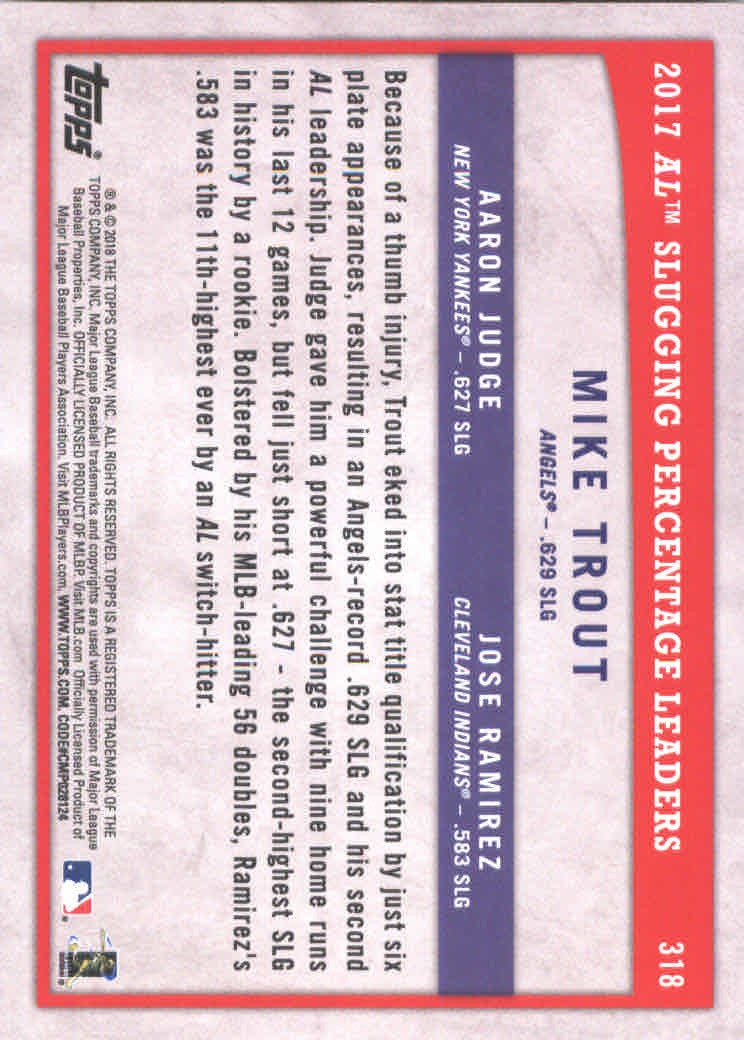 2017 AL™ SLUGGING PERCENTAGE LEADERS 318
MIKE TROUT
ANGELS® – .629 SLG
AARON JUDGE
NEW YORK YANKEES® – .627 SLG
JOSE RAMIREZ
CLEVELAND INDIANS® – .583 SLG
Because of a thumb injury, Trout eked into stat title qualification by just six
plate appearances, resulting in an Angels-record .629 SLG and his second
AL leadership. Judge gave him a powerful challenge with nine home runs
in his last 12 games, but fell just short at .627 - the second-highest SLG
in history by a rookie. Bolstered by his MLB-leading 56 doubles, Ramirez's
.583 was the 11th-highest ever by an AL switch-hitter.
topps®
® & © 2018 THE TOPPS COMPANY, INC. ALL RIGHTS RESERVED. TOPPS IS A REGISTERED TRADEMARK OF THE
TOPPS COMPANY, INC. Major League Baseball trademarks and copyrights are used with permission of Major League
Baseball Properties, Inc. OFFICIALLY LICENSED PRODUCT OF MLBP. Visit MLB.com Officially Licensed Product of
Major League Baseball Players Association. Visit MLBPlayers.com. WWW.TOPPS.COM. CODE#CMP028124